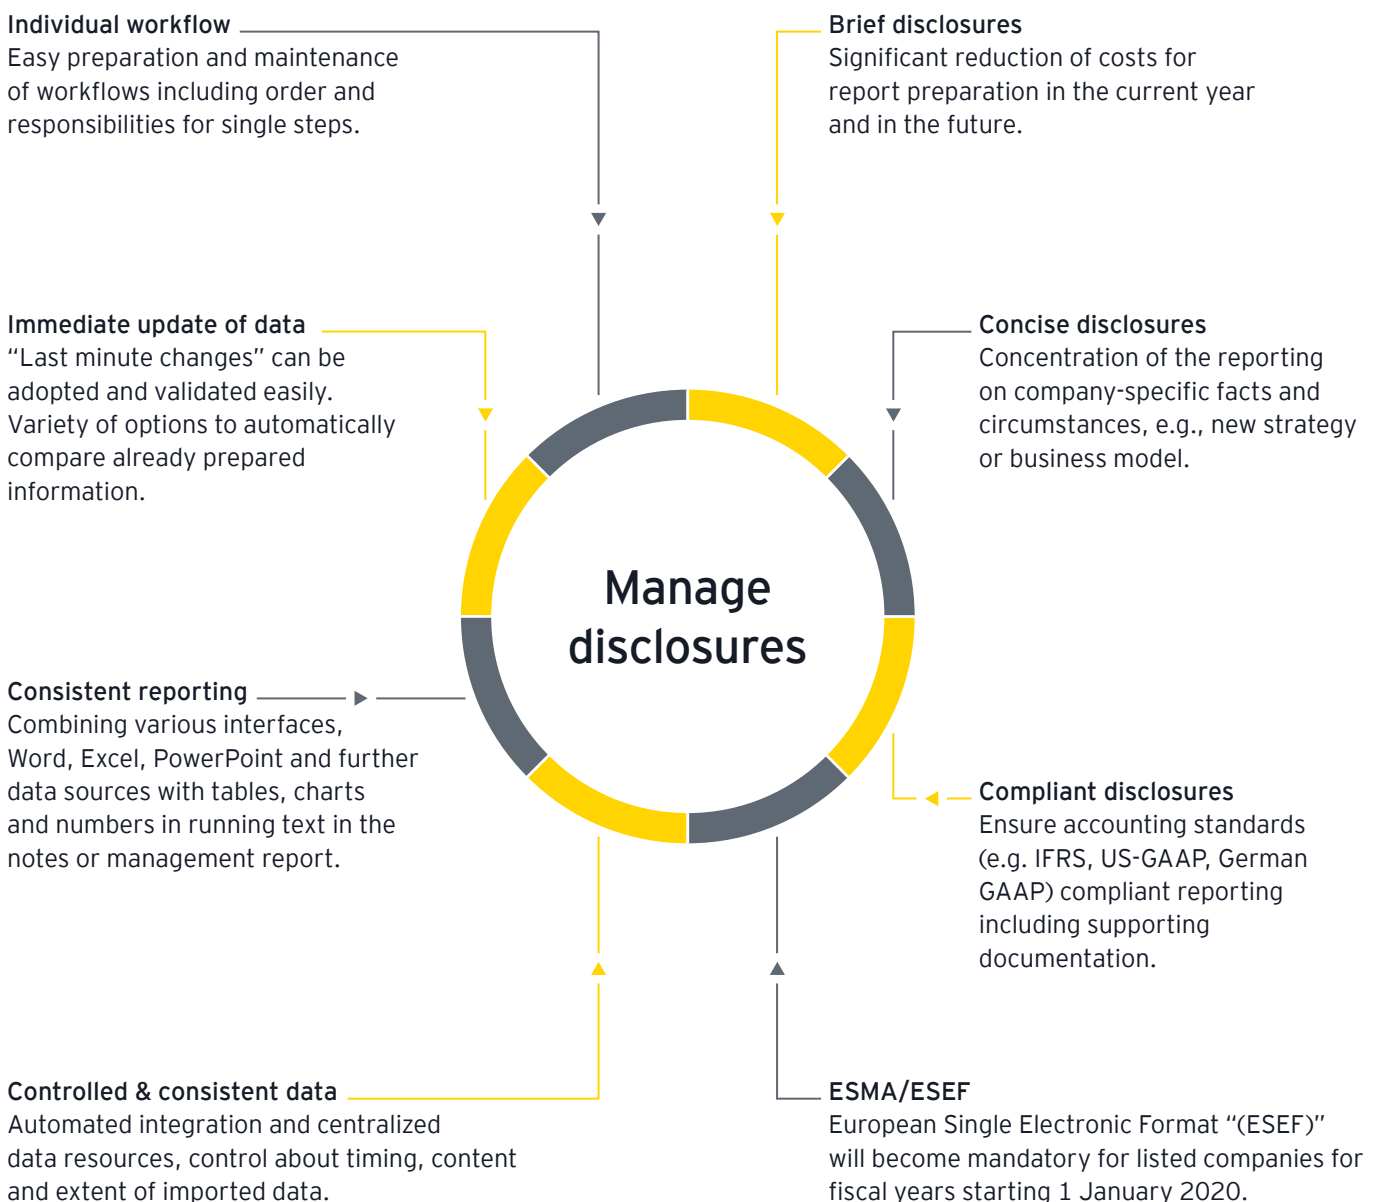 Individual workflow
Easy preparation and maintenance
of workflows including order and
responsibilities for single steps.
Brief disclosures
Significant reduction of costs for
report preparation in the current year
and in the future.
Immediate update of data
“Last minute changes” can be
adopted and validated easily.
Variety of options to automatically
compare already prepared
information.
Concise disclosures
Concentration of the reporting
on company-specific facts and
circumstances, e.g., new strategy
or business model.
Manage
disclosures
Consistent reporting
Combining various interfaces,
Word, Excel, PowerPoint and further
data sources with tables, charts
and numbers in running text in the
notes or management report.
Compliant disclosures
Ensure accounting standards
(e.g. IFRS, US-GAAP, German
GAAP) compliant reporting
including supporting
documentation.
Controlled & consistent data
Automated integration and centralized
data resources, control about timing, content
and extent of imported data.
ESMA/ESEF
European Single Electronic Format “(ESEF)”
will become mandatory for listed companies for
fiscal years starting 1 January 2020.